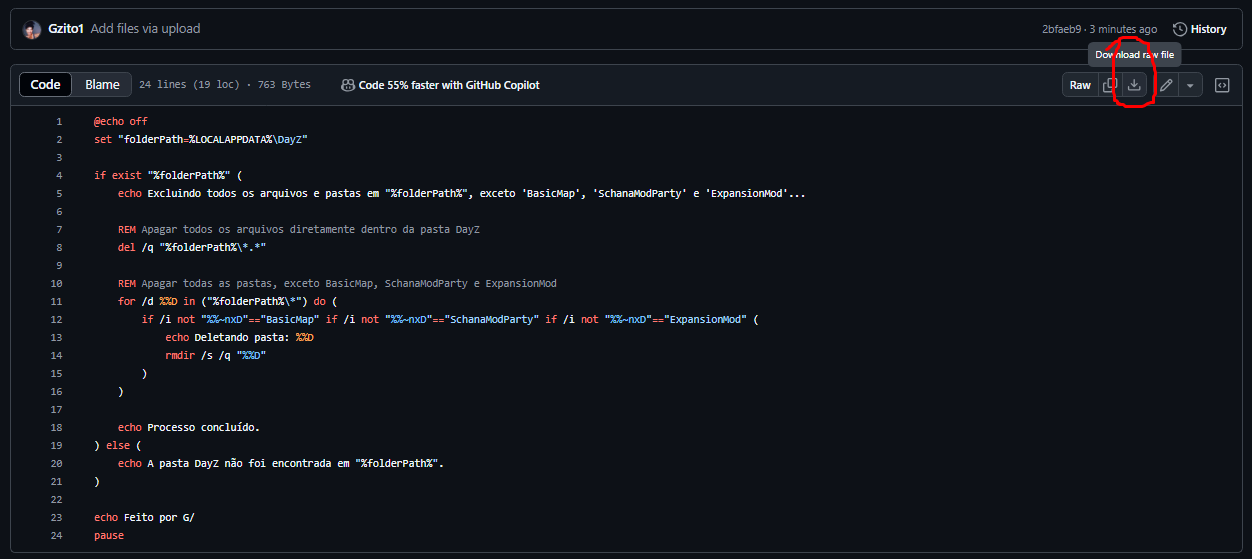 Gzito1 Add files via upload 2bfaeb9 · 3 minutes ago History
Download raw file
Code Blame 24 lines (19 loc) · 763 Bytes Code 55% faster with GitHub Copilot Raw
1 @echo off
2 set "folderPath=%LOCALAPPDATA%\DayZ"
3
4 if exist "%folderPath%" (
5 echo Excluindo todos os arquivos e pastas em "%folderPath%", exceto 'BasicMap', 'SchanaModParty' e 'ExpansionMod'...
6
7 REM Apagar todos os arquivos diretamente dentro da pasta DayZ
8 del /q "%folderPath%\*.*"
9
10 REM Apagar todas as pastas, exceto BasicMap, SchanaModParty e ExpansionMod
11 for /d %%D in ("%folderPath%\*") do (
12 if /i not "%%~nxD"=="BasicMap" if /i not "%%~nxD"=="SchanaModParty" if /i not "%%~nxD"=="ExpansionMod" (
13 echo Deletando pasta: %%D
14 rmdir /s /q "%%D"
15 )
16 )
17
18 echo Processo concluído.
19 ) else (
20 echo A pasta DayZ não foi encontrada em "%folderPath%".
21 )
22
23 echo Feito por G/
24 pause